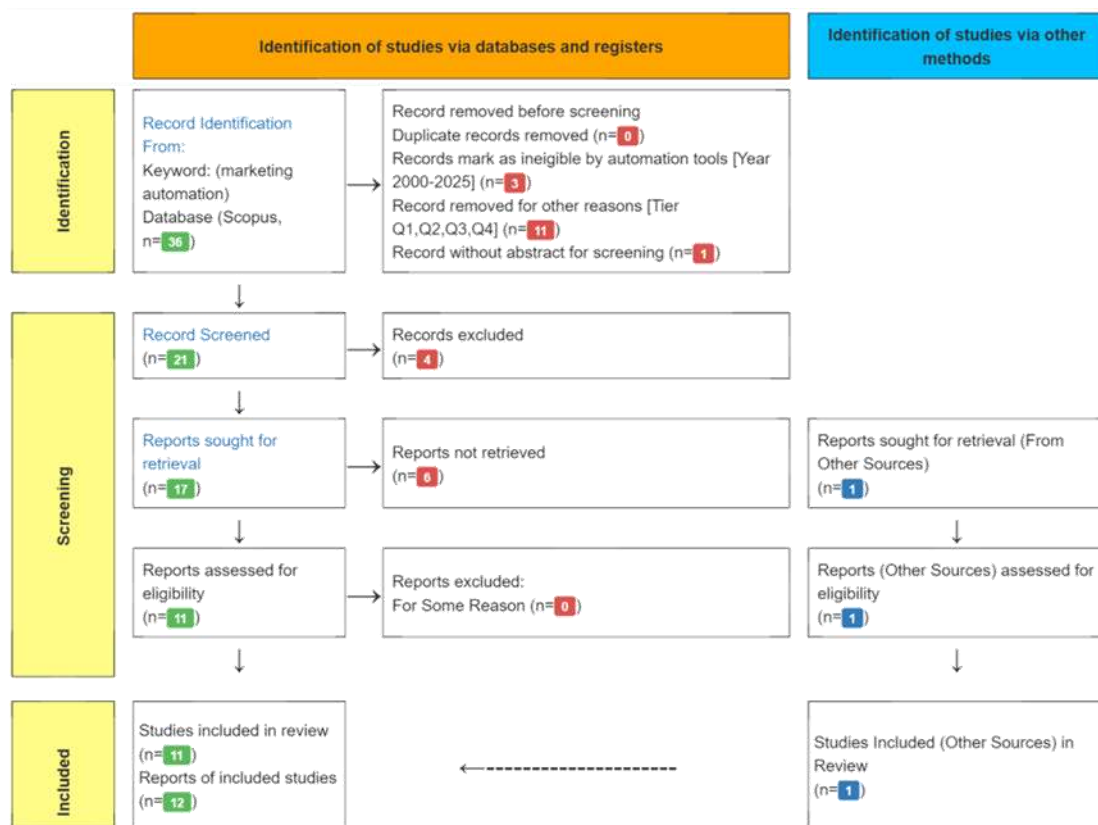 Identification of studies via databases and registers
Identification of studies via other
methods
Identification
Record Identification
From:
Keyword: (marketing
automation)
Database (Scopus,
n=36)
Record removed before screening
Duplicate records removed (n=0)
Records mark as ineigible by automation tools [Year
2000-2025] (n=3)
Record removed for other reasons [Tier
Q1,Q2,Q3,Q4] (n=11)
Record without abstract for screening (n=1)
Screening
Record Screened
(n=21)
Records excluded
(n=4)
Reports sought for
retrieval
(n=17)
Reports not retrieved
(n=6)
Reports sought for retrieval (From
Other Sources)
(n=1)
Reports assessed for
eligibility
(n=11)
Reports excluded:
For Some Reason (n=0)
Reports (Other Sources) assessed for
eligibility
(n=1)
Included
Studies included in review
(n=11)
Reports of included studies
(n=12)
Studies Included (Other Sources) in
Review
(n=1)